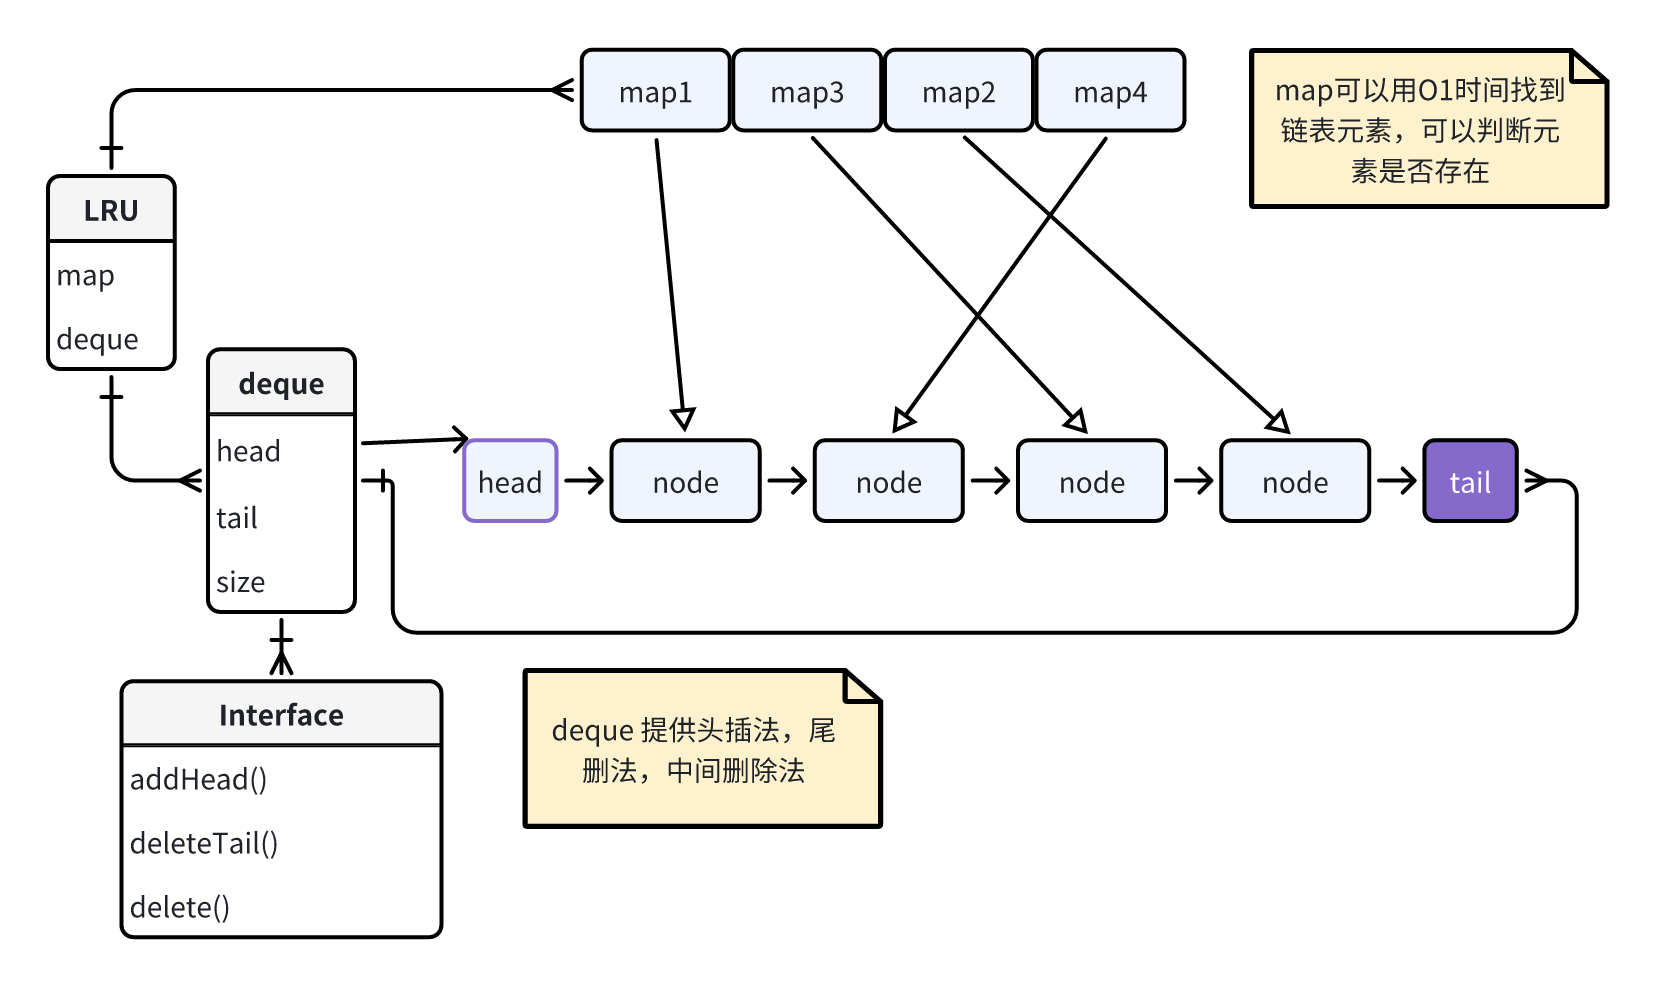 map1
map3
map2
map4
map可以用O1时间找到
链表元素，可以判断元
素是否存在
LRU
map
deque
deque
head
tail
size
head
node
node
node
node
tail
Interface
addHead()
deleteTail()
delete()
deque 提供头插法，尾
删法，中间删除法